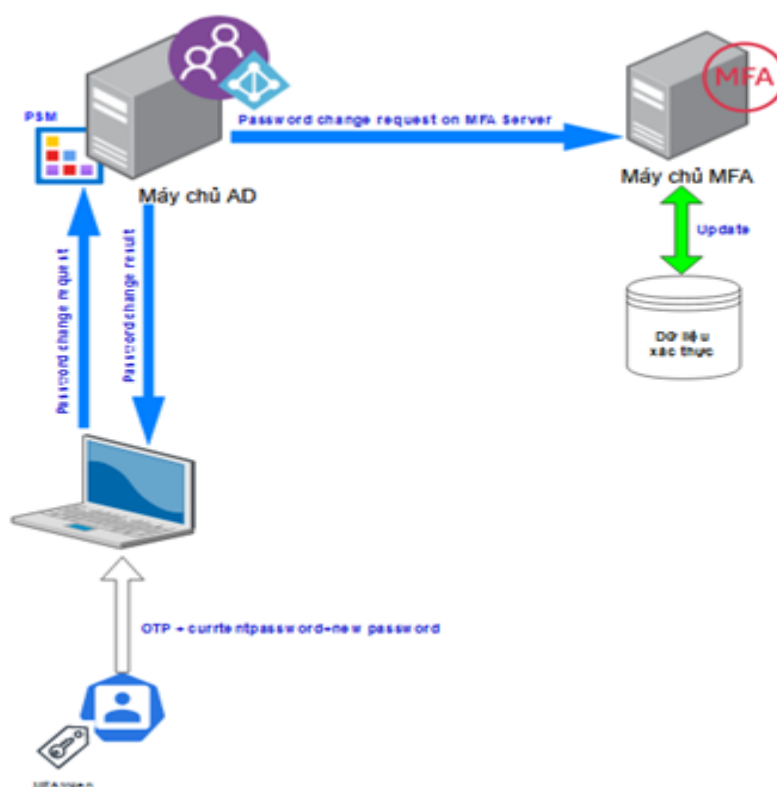 MFA
PSM
Password change request on MFA Server
Máy chủ AD
Máy chủ MFA
Update
Password change request
Password change result
Dữ liệu
xác thực
OTP + currtentpassword+new password